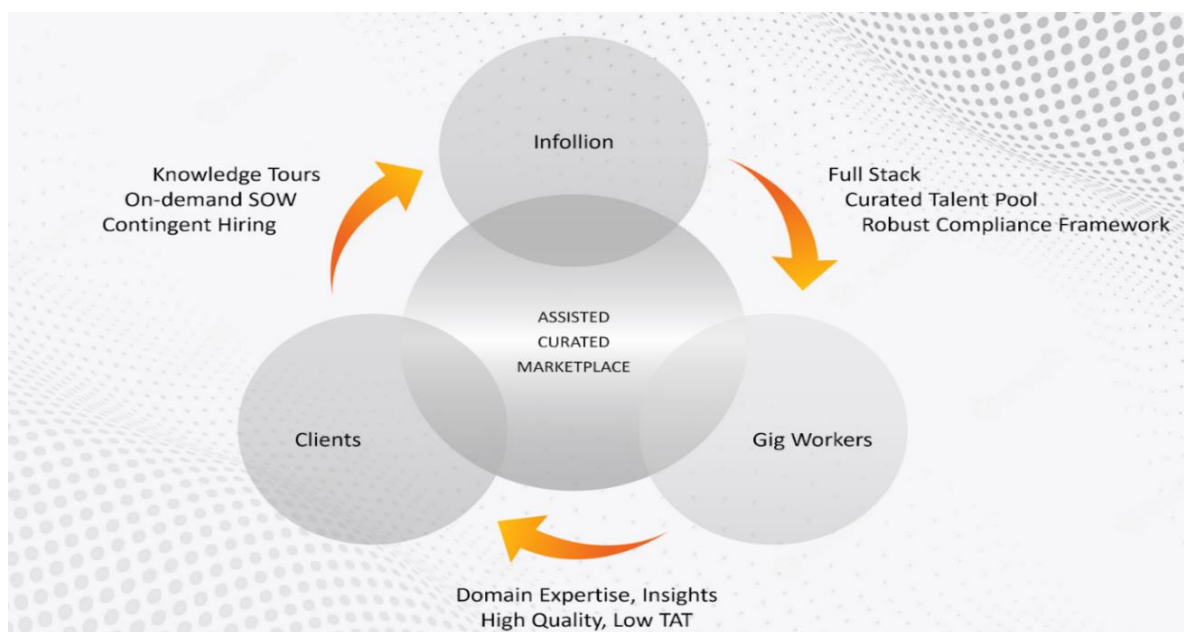 Infollion
Knowledge Tours
On-demand SOW
Contingent Hiring
Full Stack
Curated Talent Pool
Robust Compliance Framework
ASSISTED
CURATED
MARKETPLACE
Clients
Gig Workers
Domain Expertise, Insights
High Quality, Low TAT